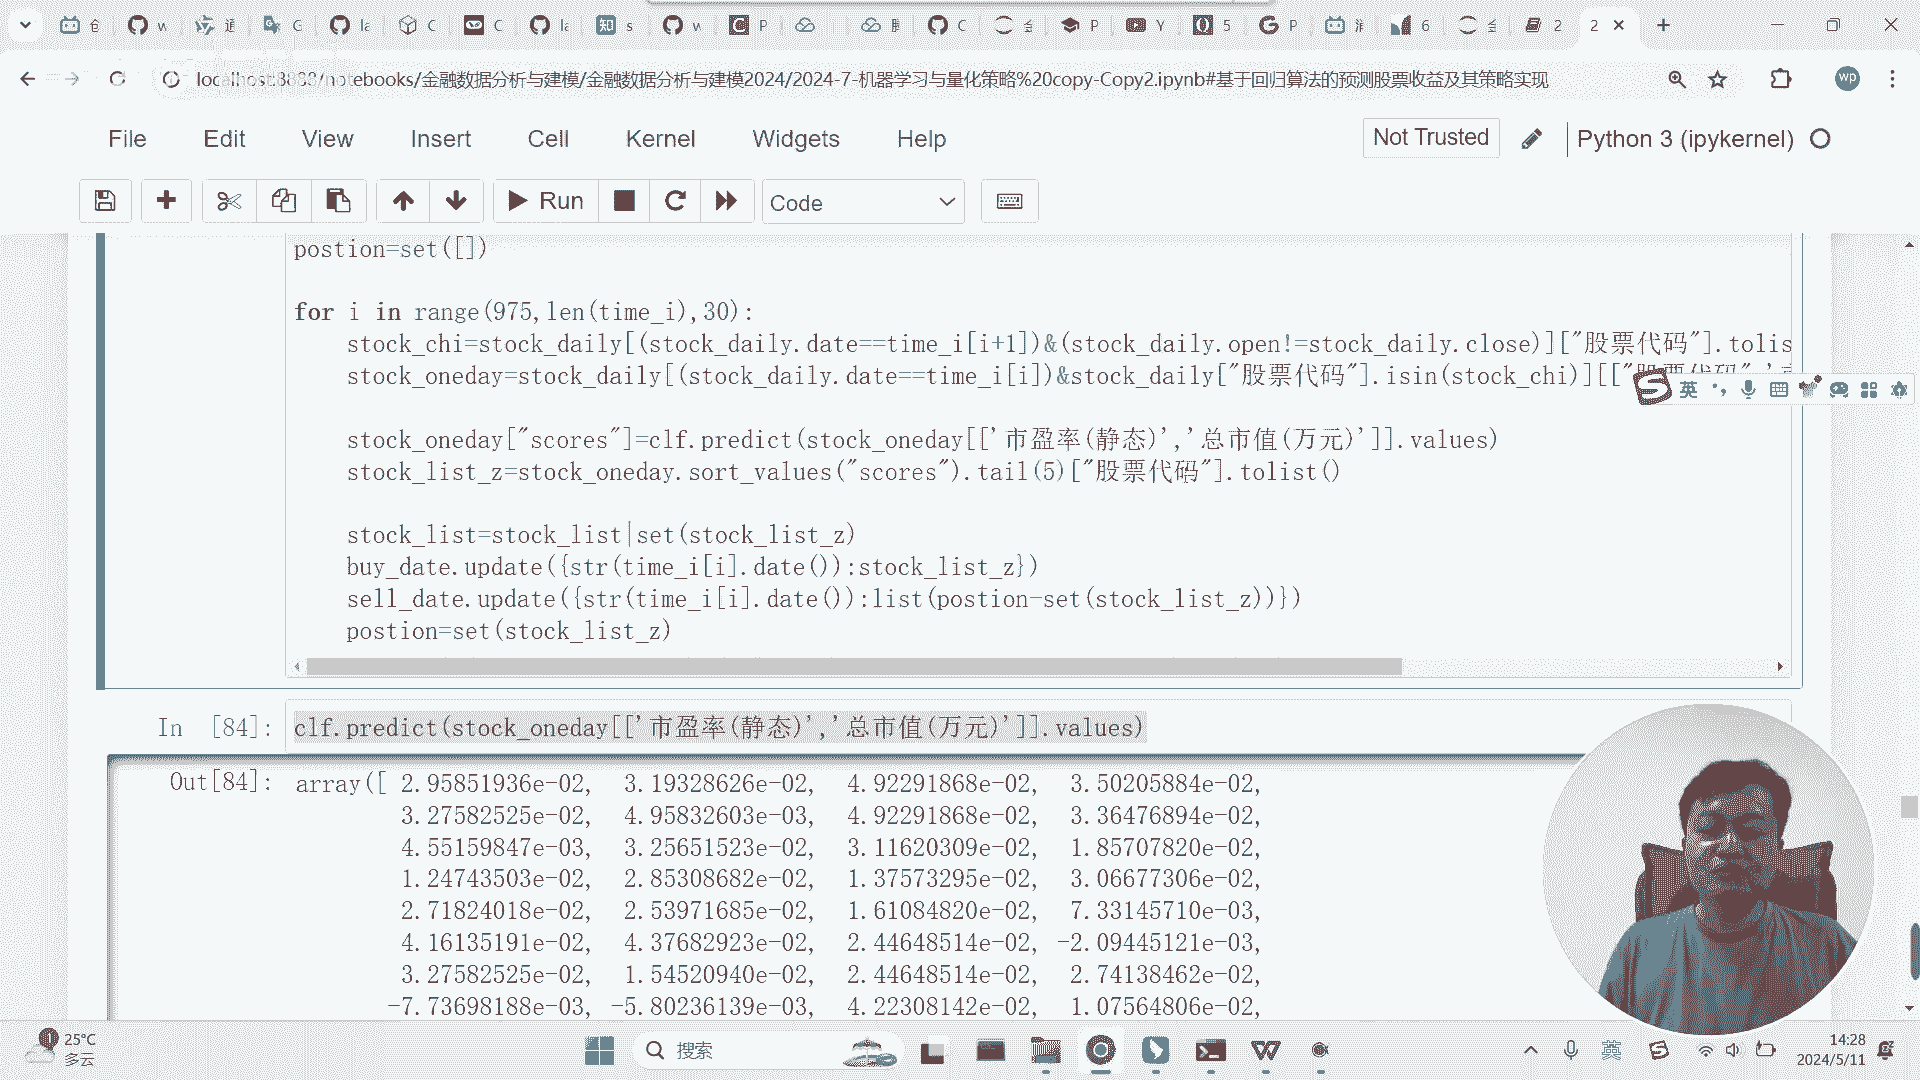 localhost:8888/notebooks/金融数据分析与建模/金融数据分析与建模2024/2024-7-机器学习与量化策略%20copy-Copy2.ipynb#基于回归算法的预测股票收益及其策略实现
wp
File Edit View Insert Cell Kernel Widgets Help
Not Trusted
Python 3 (ipykernel)
Run
Code
postion=set([])
for i in range(975,len(time_i),30):
stock_chi=stock_daily[(stock_daily.date==time_i[i+1])&(stock_daily.open!=stock_daily.close)]["股票代码"].tolis
stock_oneday=stock_daily[(stock_daily.date==time_i[i])&stock_daily["股票代码"].isin(stock_chi)][["股票代码",
英
stock_oneday["scores"]=clf.predict(stock_oneday[['市盈率(静态)','总市值(万元)']].values)
stock_list_z=stock_oneday.sort_values("scores").tail(5)["股票代码"].tolist()
stock_list=stock_list|set(stock_list_z)
buy_date.update({str(time_i[i].date()):stock_list_z})
sell_date.update({str(time_i[i].date()):list(postion-set(stock_list_z))})
postion=set(stock_list_z)
In [84]: clf.predict(stock_oneday[['市盈率(静态)','总市值(万元)']].values)
Out[84]: array([ 2.95851936e-02, 3.19328626e-02, 4.92291868e-02, 3.50205884e-02,
3.27582525e-02, 4.95832603e-03, 4.92291868e-02, 3.36476894e-02,
4.55159847e-03, 3.25651523e-02, 3.11620309e-02, 1.85707820e-02,
1.24743503e-02, 2.85308682e-02, 1.37573295e-02, 3.06677306e-02,
2.71824018e-02, 2.53971685e-02, 1.61084820e-02, 7.33145710e-03,
4.16135191e-02, 4.37682923e-02, 2.44648514e-02, -2.09445121e-03,
3.27582525e-02, 1.54520940e-02, 2.44648514e-02, 2.74138462e-02,
-7.73698188e-03, -5.80236139e-03, 4.22308142e-02, 1.07564806e-02,
25°C
多云
搜索
英
14:28
2024/5/11